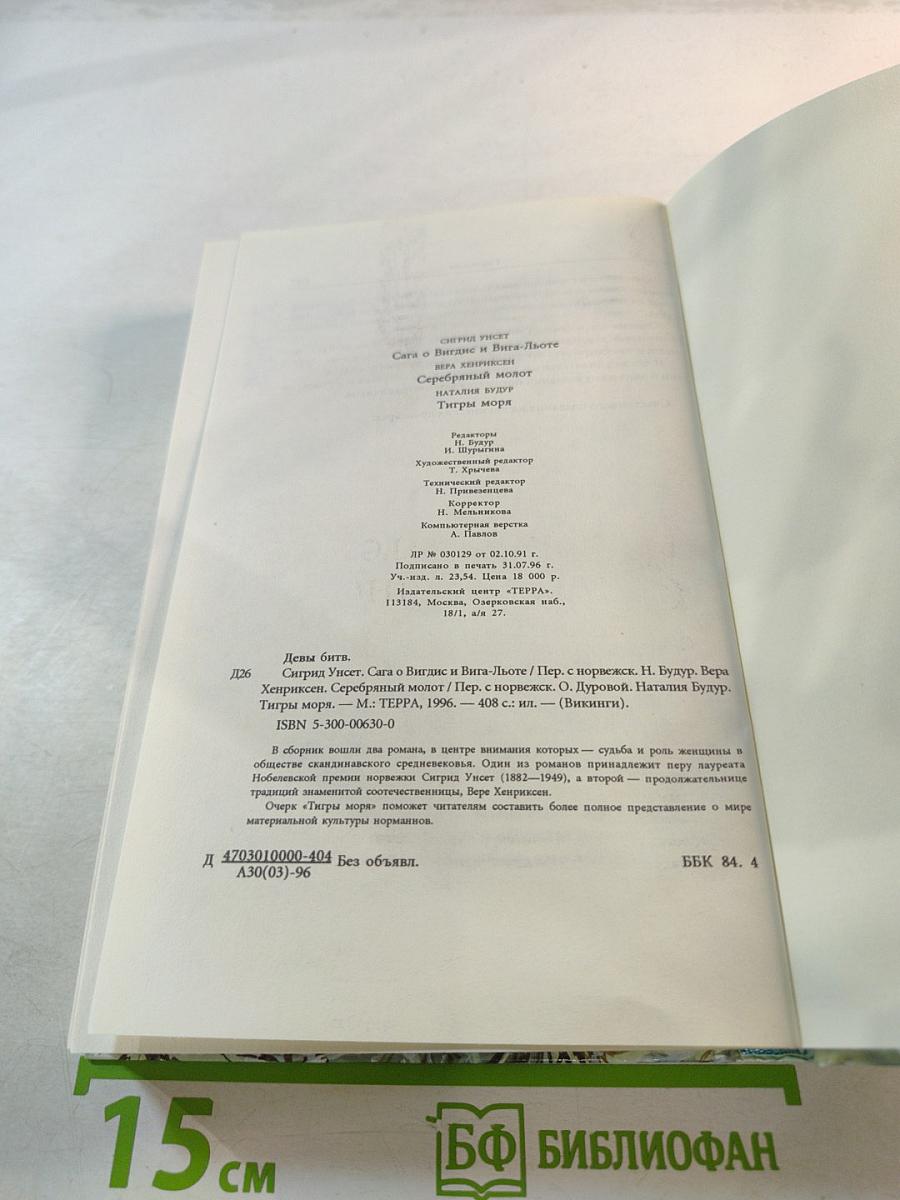 СИГРИД УНСЕТ
Сага о Вигдис и Вига-Льоте
ВЕРА ХЕНРИКСЕН
Серебряный молот
НАТАЛИЯ БУДУР
Тигры моря
Редакторы
Н. Будур
И. Шурыгина
Художественный редактор
Т. Хрычева
Технический редактор
Н. Привезенцева
Корректор
Н. Мельникова
Компьютерная верстка
А. Павлов
ЛР № 030129 от 02.10.91 г.
Подписано в печать 31.07.96 г.
Уч.-изд. л. 23,54. Цена 18 000 р.
Издательский центр «ТЕРРА».
113184, Москва, Озерковская наб.,
18/1, а/я 27.
Девы битв.
Д26 Сигрид Унсет. Сага о Вигдис и Вига-Льоте / Пер. с норвежск. Н. Будур. Вера
Хенриксен. Серебряный молот / Пер. с норвежск. О. Дуровой. Наталия Будур.
Тигры моря. — М.: ТЕРРА, 1996. — 408 с.: ил. — (Викинги).
ISBN 5-300-00630-0
В сборник вошли два романа, в центре внимания которых — судьба и роль женщины в
обществе скандинавского средневековья. Один из романов принадлежит перу лауреата
Нобелевской премии норвежки Сигрид Унсет (1882—1949), а второй — продолжательнице
традиций знаменитой соотечественницы, Вере Хенриксен.
Очерк «Тигры моря» поможет читателям составить более полное представление о мире
материальной культуры норманнов.
Д 4703010000-404 Без объявл. ББК 84. 4
А30(03)-96
15 см БФ БИБЛИОФАН